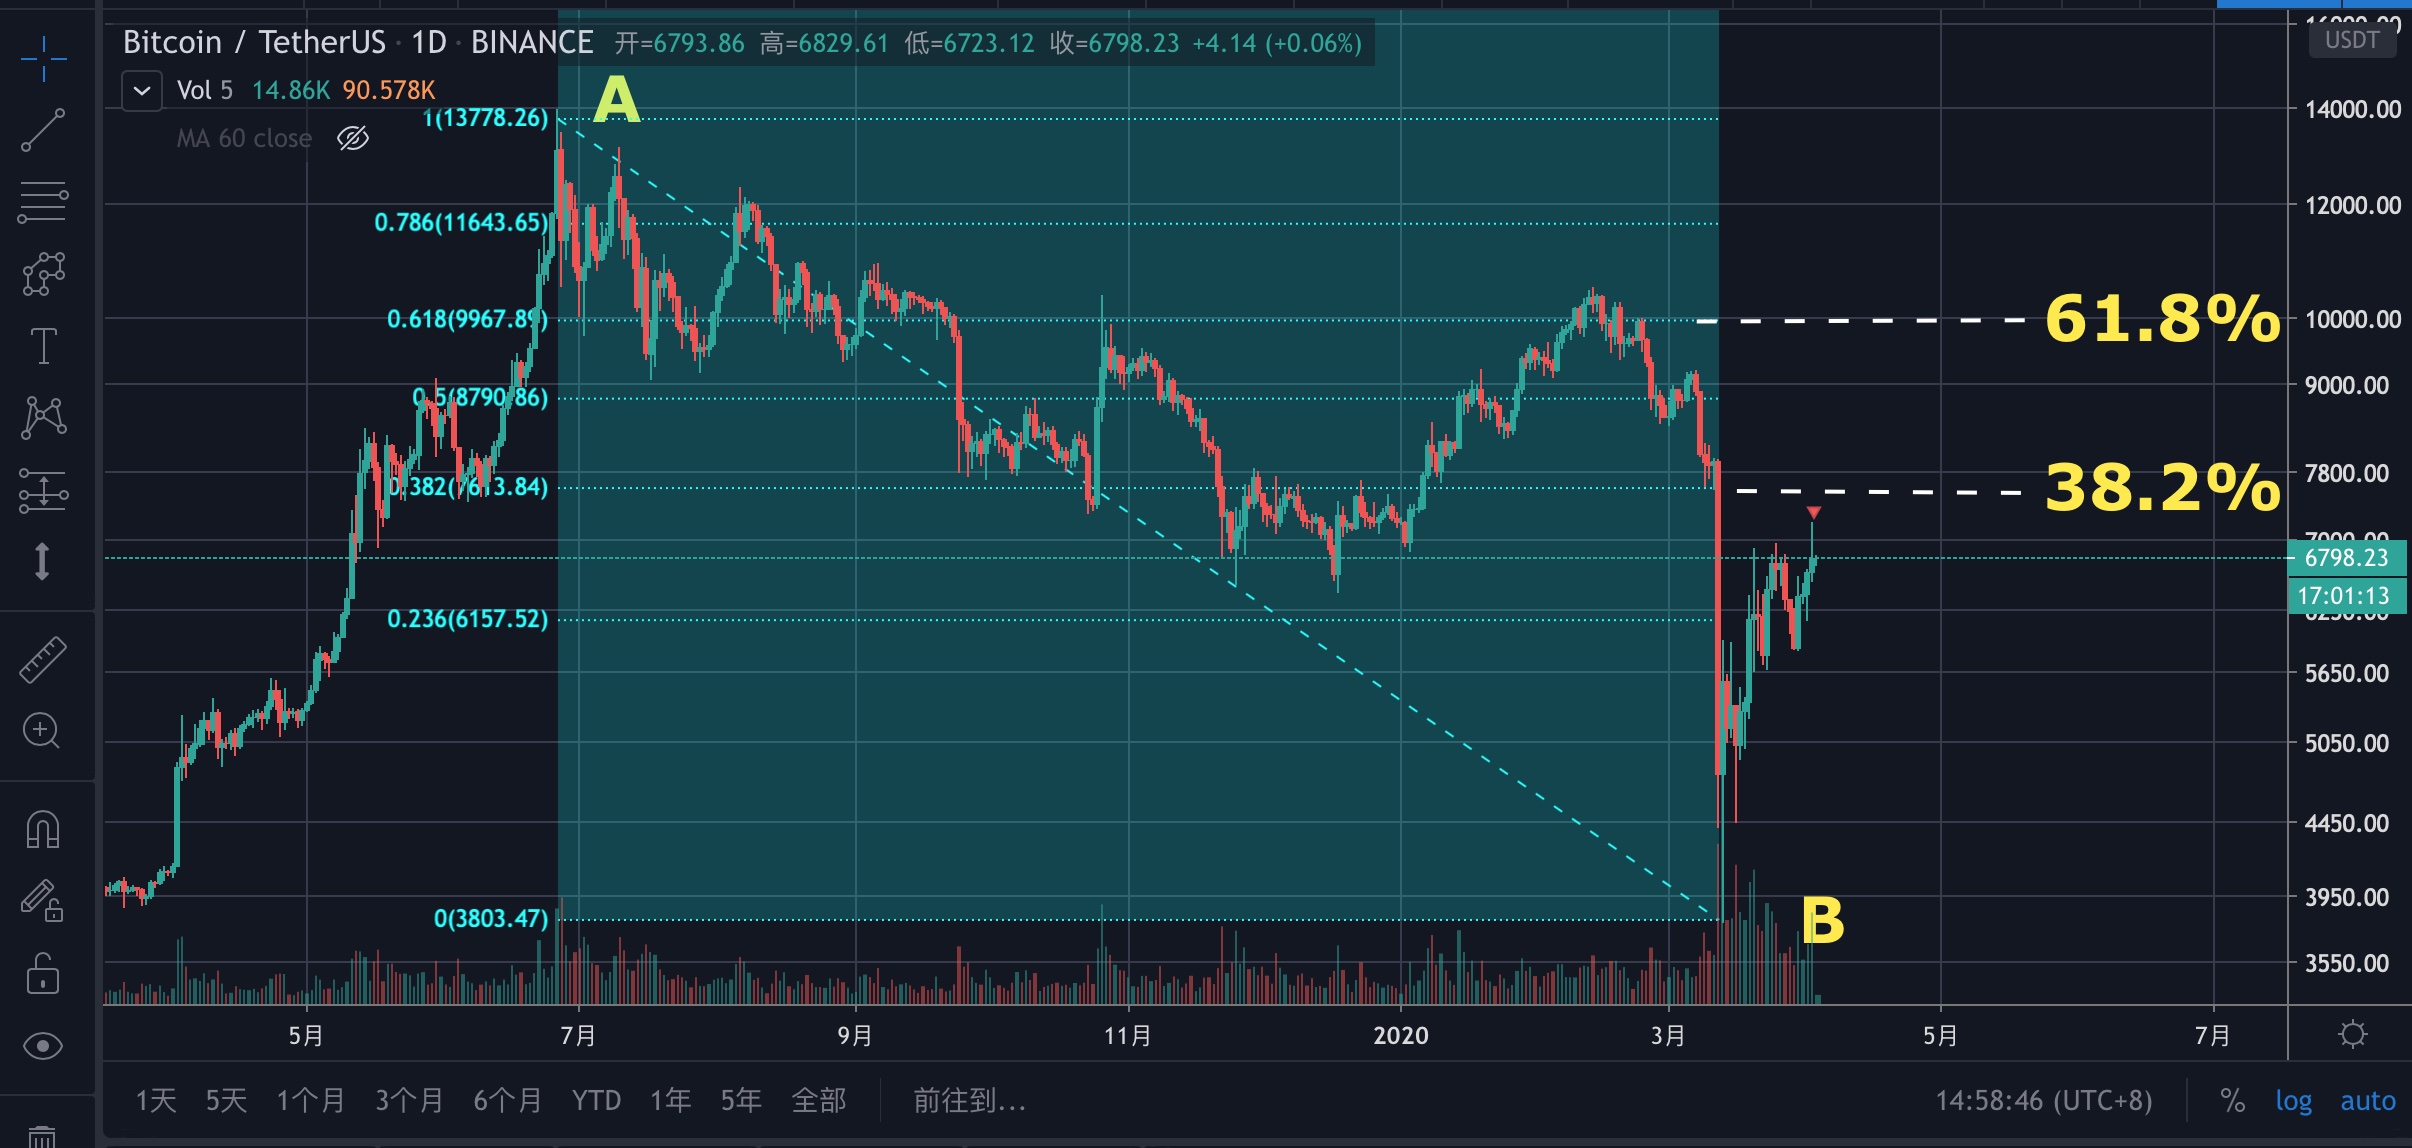 Bitcoin / TetherUS · 1D · BINANCE 开=6793.86 高=6829.61 低=6723.12 收=6798.23 +4.14 (+0.06%)
USDT
Vol 5 14.86K 90.578K
MA 60 close
A
1(13778.26)
0.786(11643.65)
0.618(9967.89)
0.5(8790.86)
0.382(7613.84)
0.236(6157.52)
0(3803.47)
61.8%
38.2%
B
14000.00
12000.00
10000.00
9000.00
7800.00
6798.23
17:01:13
5650.00
5050.00
4450.00
3950.00
3550.00
5月 7月 9月 11月 2020 3月 5月 7月
1天 5天 1个月 3个月 6个月 YTD 1年 5年 全部 前往到... 14:58:46 (UTC+8) % log auto